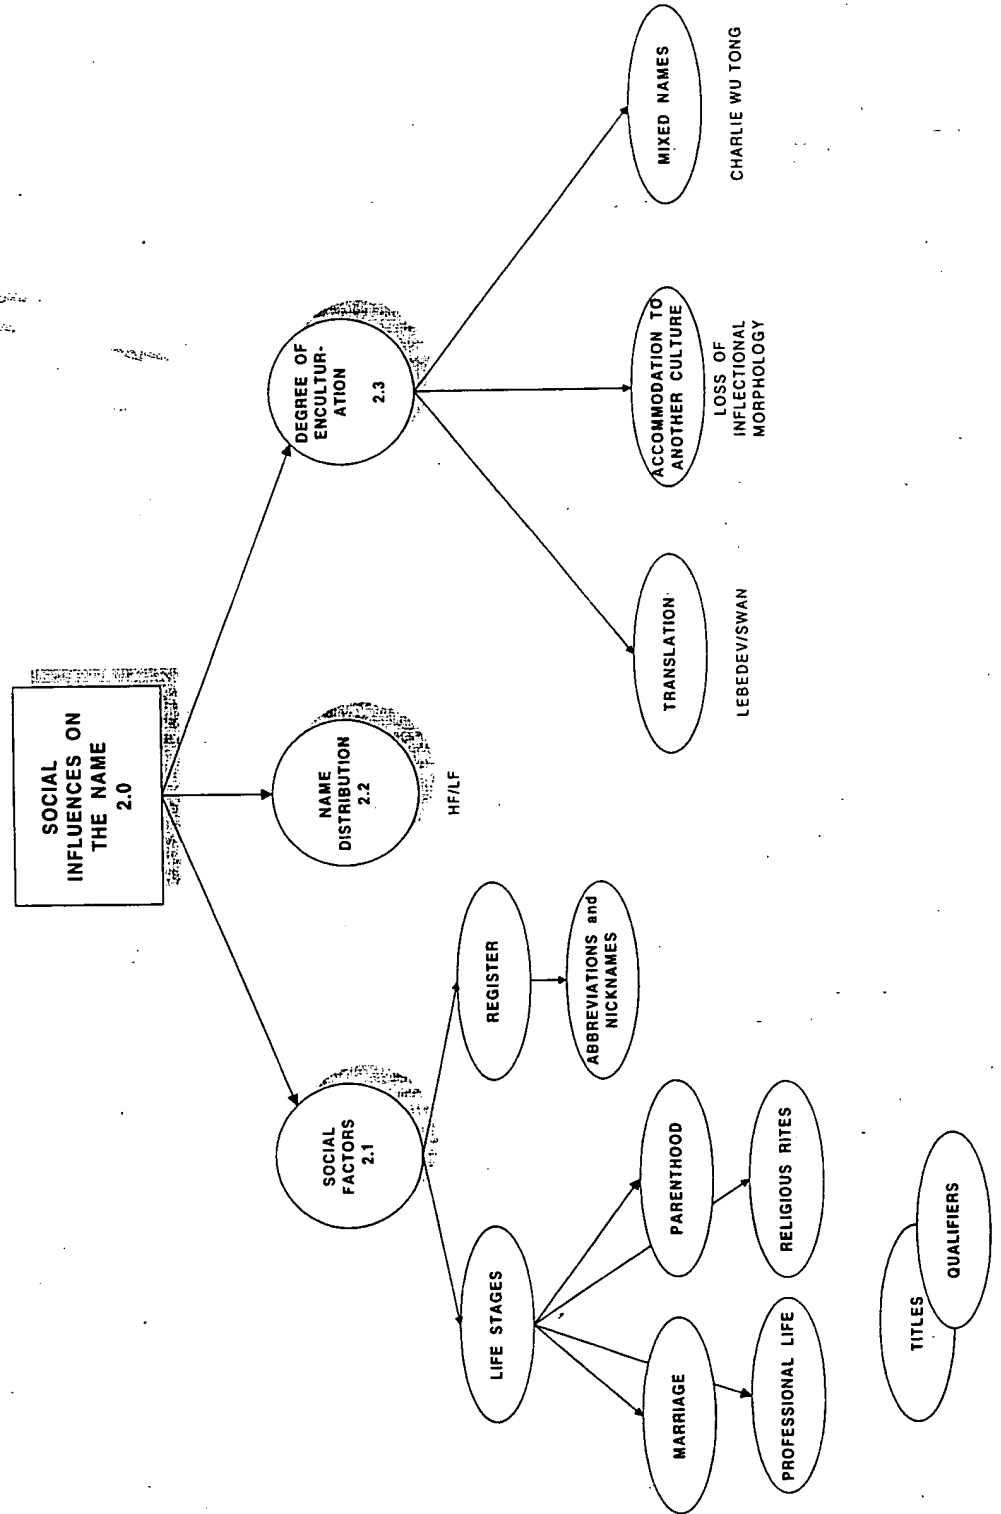 SOCIAL
INFLUENCES ON
THE NAME
2.0
SOCIAL
FACTORS
2.1
NAME
DISTRIBUTION
2.2
HF/LF
DEGREE OF
ENCULTUR-
ATION
2.3
LIFE STAGES
REGISTER
ABBREVIATIONS and
NICKNAMES
MARRIAGE
PARENTHOOD
PROFESSIONAL LIFE
RELIGIOUS RITES
TITLES
QUALIFIERS
TRANSLATION
LEBEDEV/SWAN
ACCOMMODATION TO
ANOTHER CULTURE
LOSS OF
INFLECTIONAL
MORPHOLOGY
MIXED NAMES
CHARLIE WU TONG